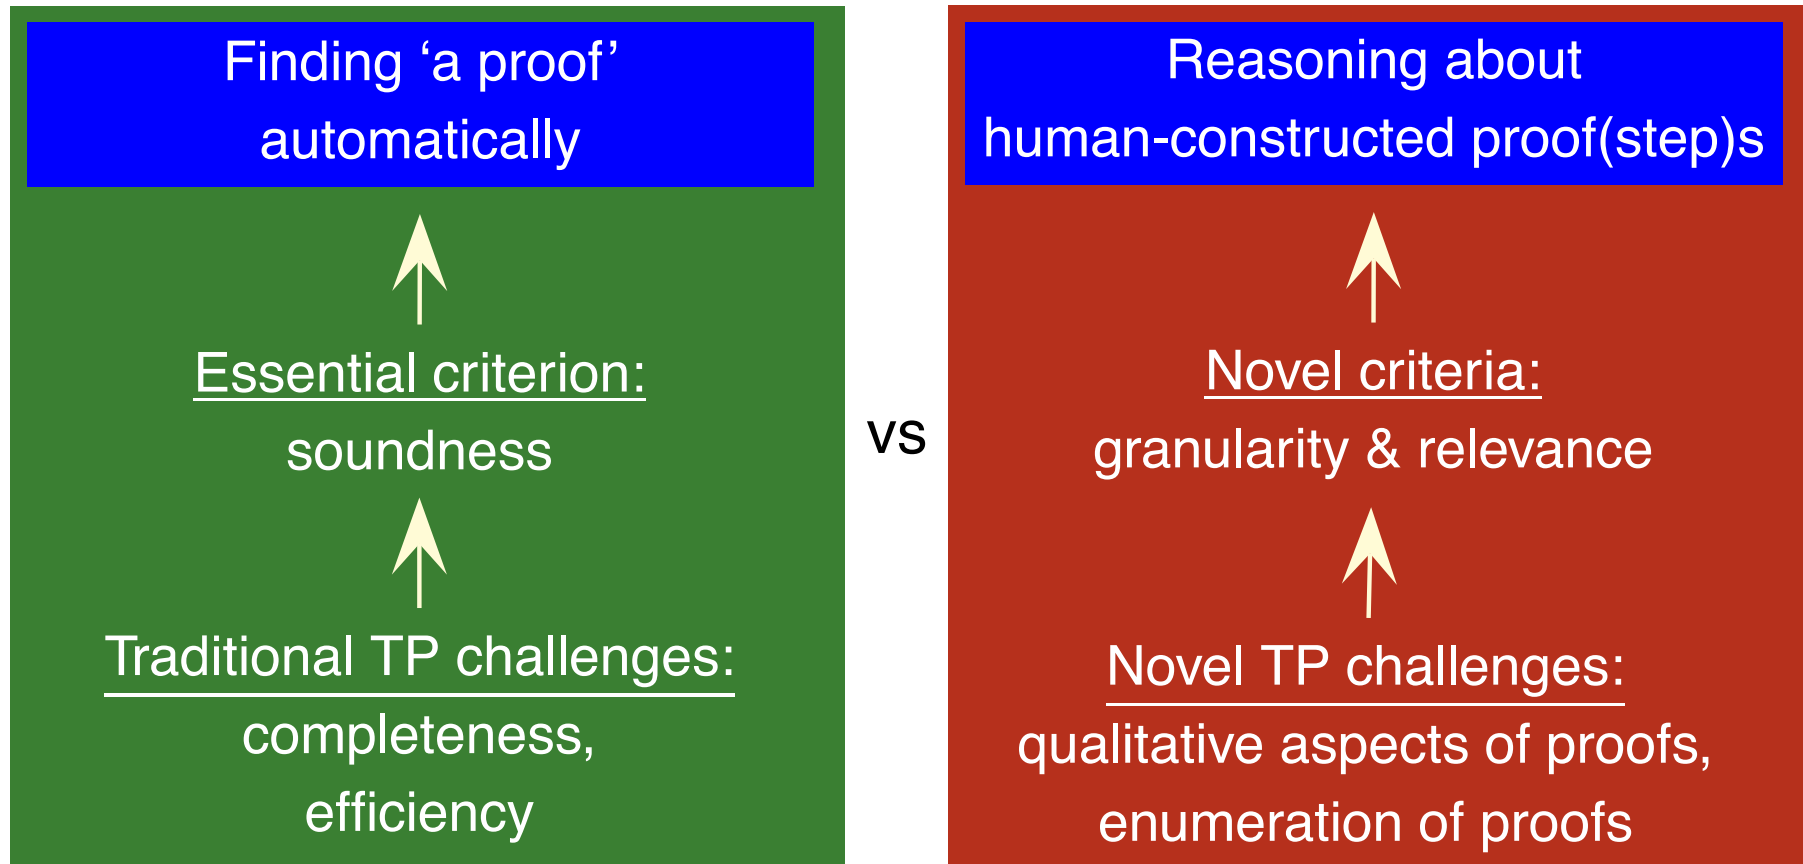 Finding ‘a proof’
automatically
Essential criterion:
soundness
Traditional TP challenges:
completeness,
efficiency
vs
Reasoning about
human-constructed proof(step)s
Novel criteria:
granularity & relevance
Novel TP challenges:
qualitative aspects of proofs,
enumeration of proofs